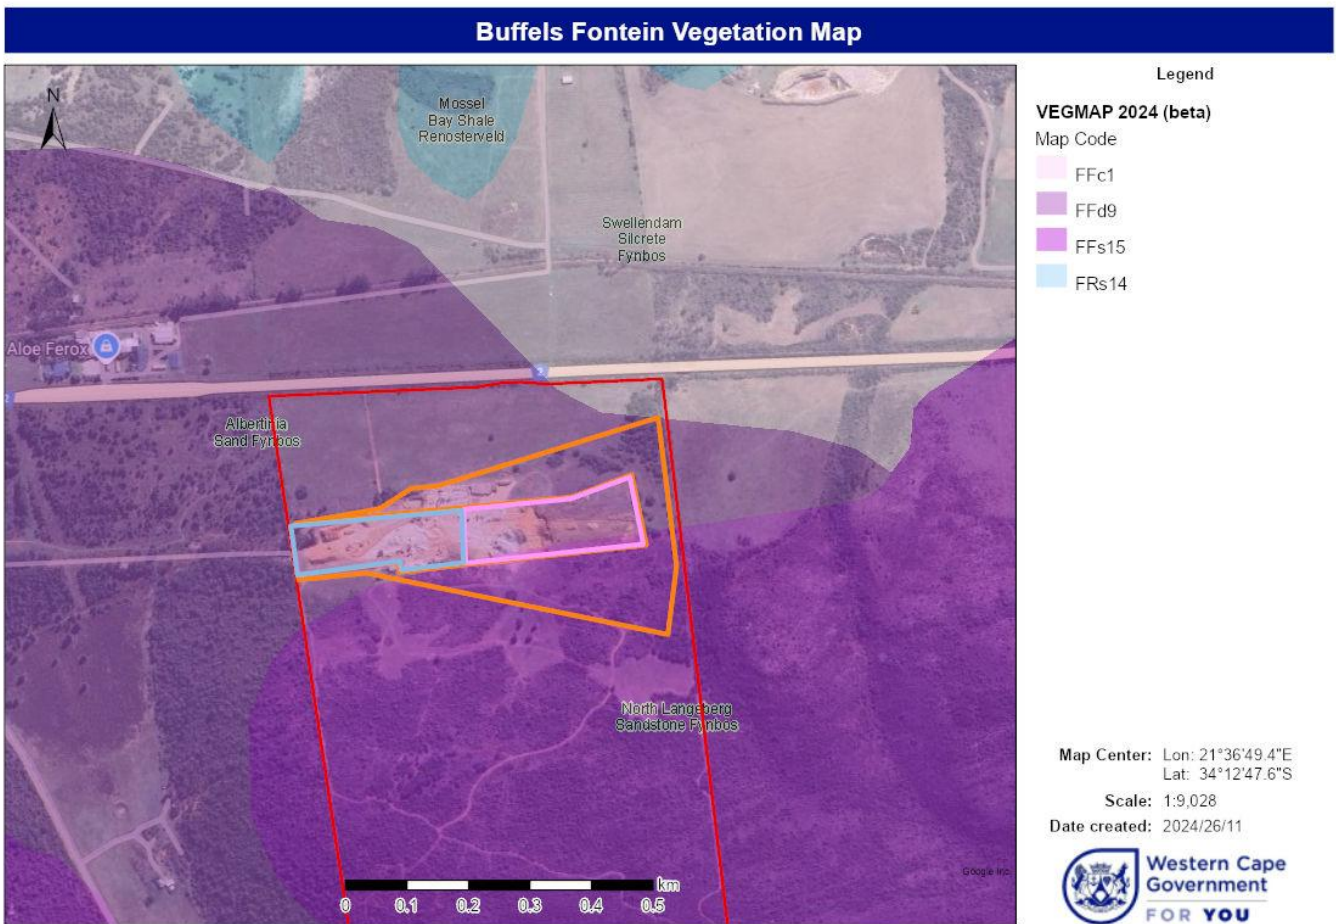 Buffels Fontein Vegetation Map
N
Mossel
Bay Shale
Renosterveld
Swellendam
Silcrete
Fynbos
Aloe Ferox
2
2
Albertinia
Sand Fynbos
North Langeberg
Sandstone Fynbos
Google Inc.
km
0 0.1 0.2 0.3 0.4 0.5
Legend
VEGMAP 2024 (beta)
Map Code
FFc1
FFd9
FFs15
FRs14
Map Center: Lon: 21°36'49.4"E
Lat: 34°12'47.6"S
Scale: 1:9,028
Date created: 2024/26/11
Western Cape
Government
FOR YOU